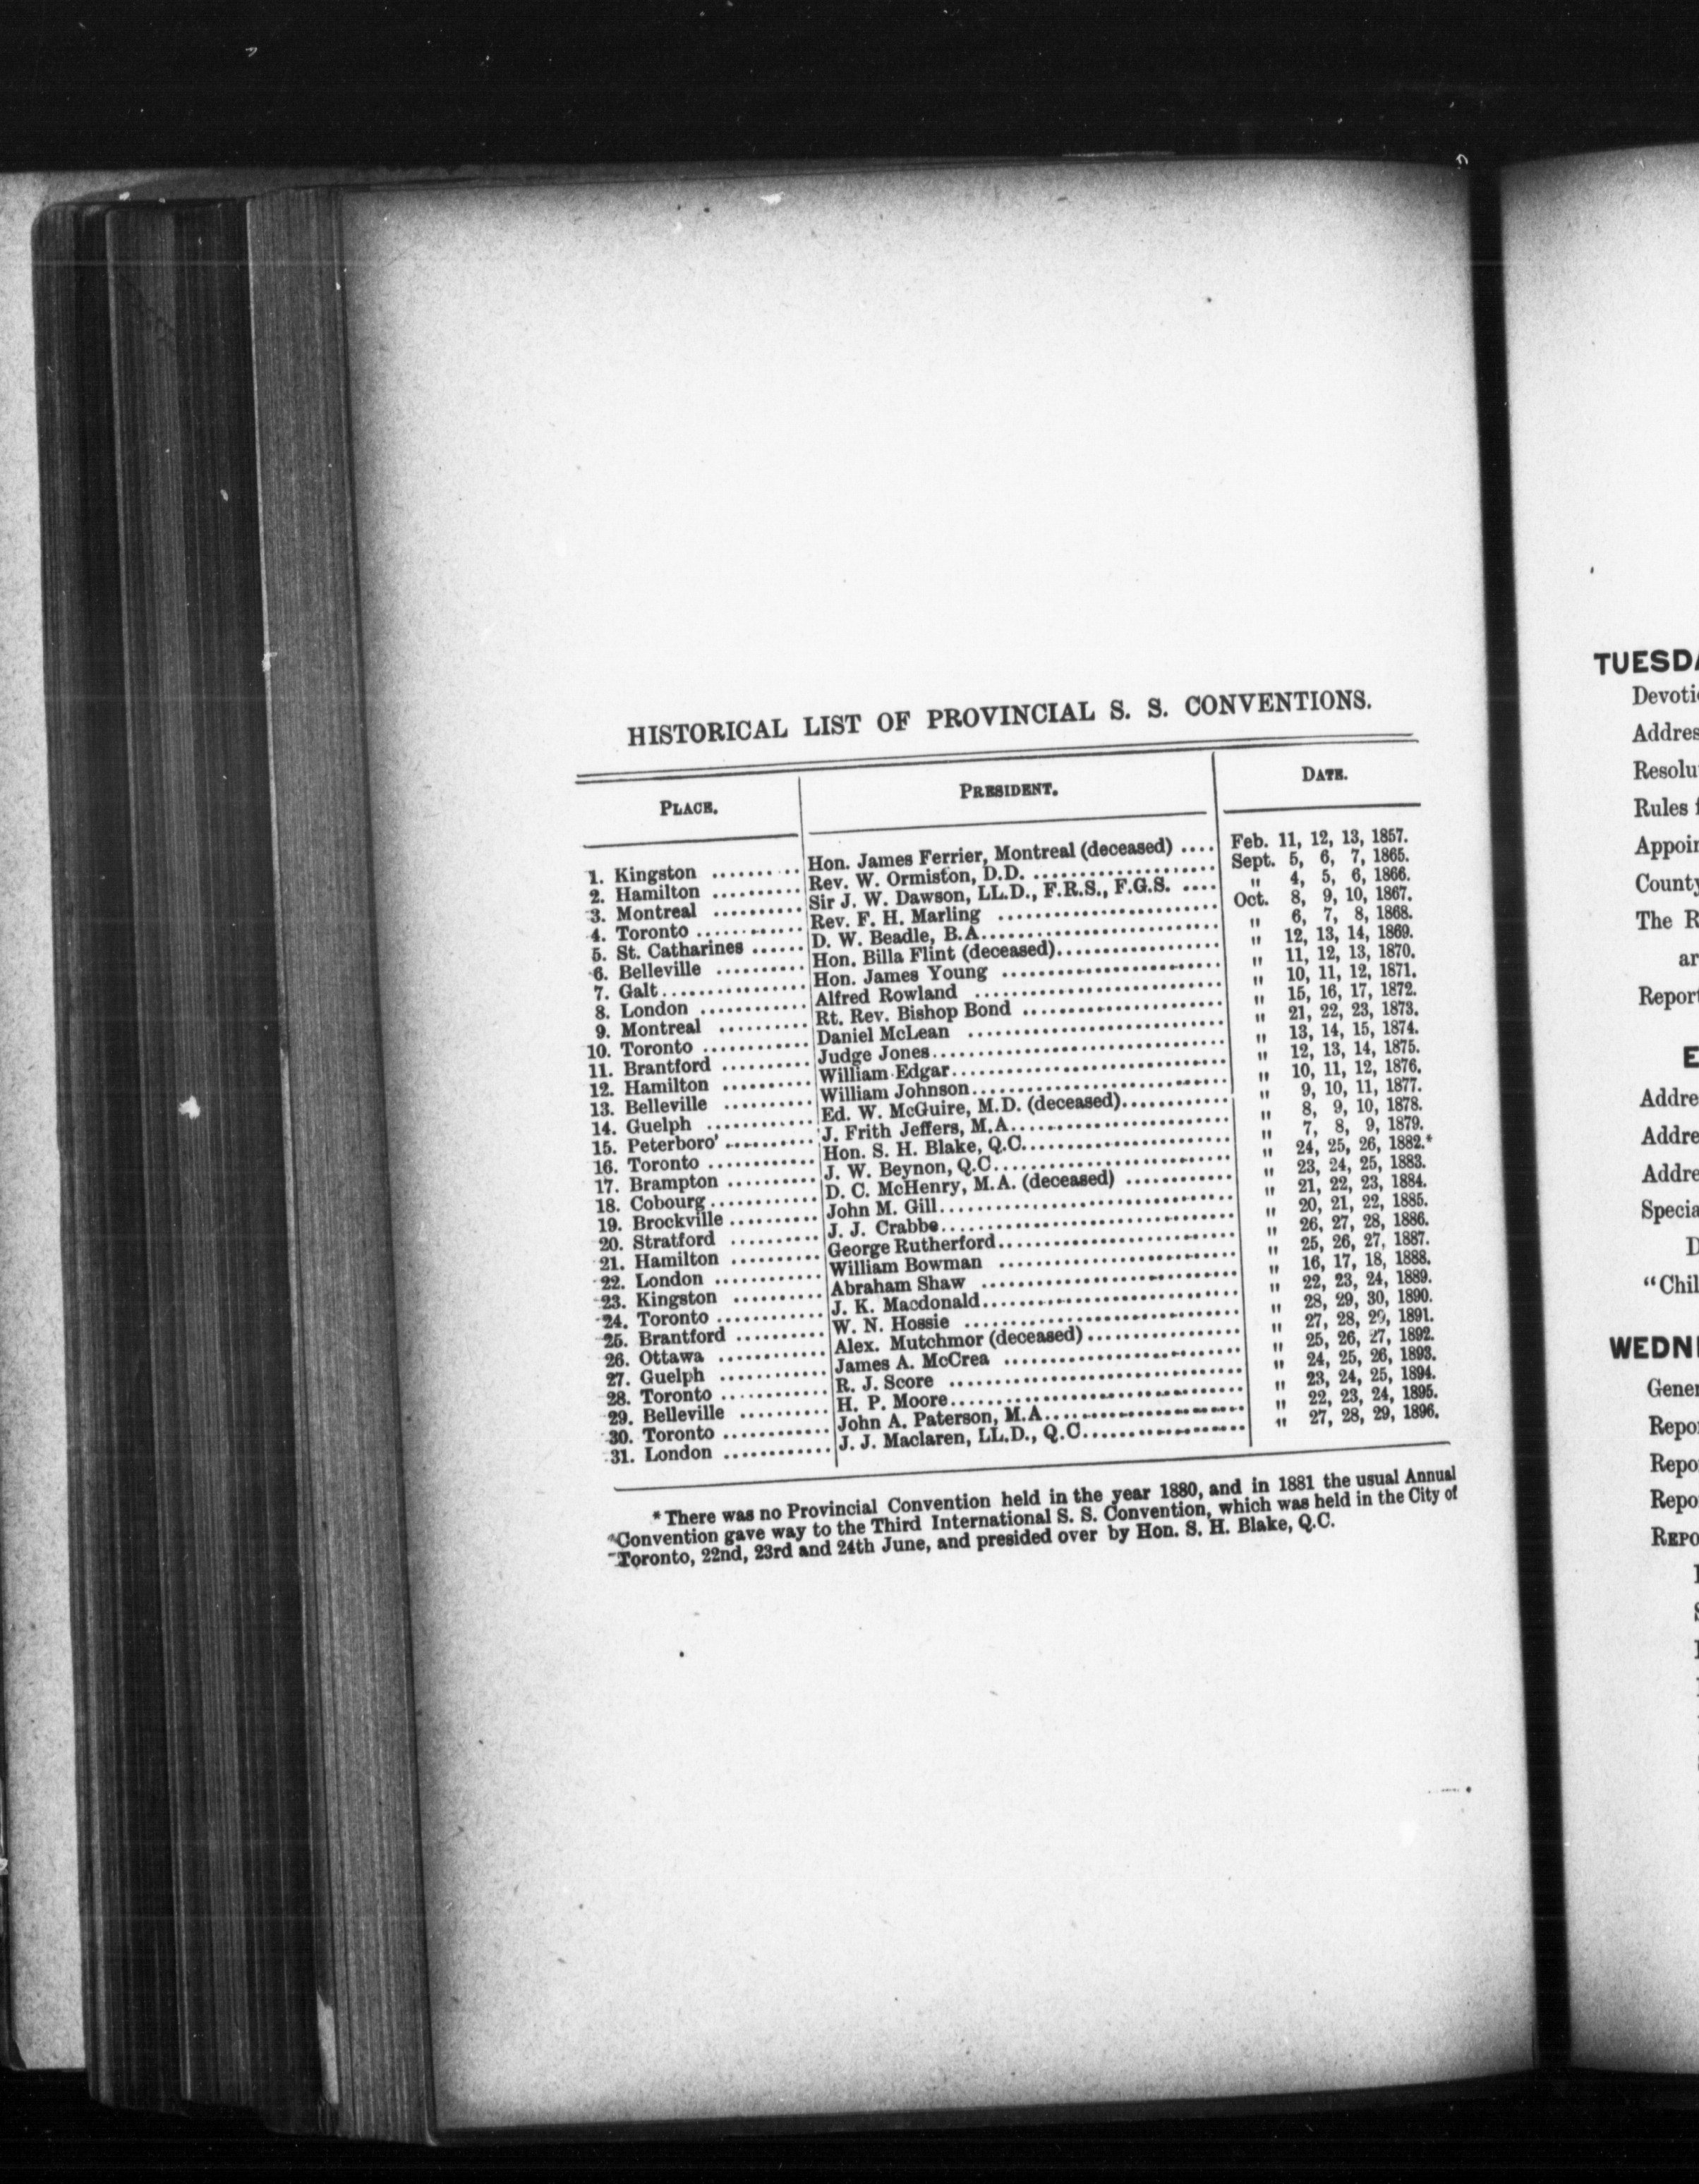 HISTORICAL LIST OF PROVINCIAL S. S. CONVENTIONS.
PLACE. PRESIDENT. DATE.
1. Kingston .......... Hon. James Ferrier, Montreal (deceased) .... Feb. 11, 12, 13, 1857.
2. Hamilton .......... Rev. W. Ormiston, D.D. .................... Sept. 5, 6, 7, 1865.
3. Montreal .......... Sir J. W. Dawson, LL.D., F.R.S., F.G.S. .... " 4, 5, 6, 1866.
4. Toronto ............ Rev. F. H. Marling ........................ Oct. 8, 9, 10, 1867.
5. St. Catharines ...... D. W. Beadle, B.A.......................... " 6, 7, 8, 1868.
6. Belleville .......... Hon. Billa Flint (deceased).................. " 12, 13, 14, 1869.
7. Galt................ Hon. James Young ........................ " 11, 12, 13, 1870.
8. London ............ Alfred Rowland ............................ " 10, 11, 12, 1871.
9. Montreal .......... Rt. Rev. Bishop Bond ...................... " 15, 16, 17, 1872.
10. Toronto ............ Daniel McLean ............................ " 21, 22, 23, 1873.
11. Brantford .......... Judge Jones................................ " 13, 14, 15, 1874.
12. Hamilton .......... William Edgar.............................. " 12, 13, 14, 1875.
13. Belleville .......... William Johnson............................ " 10, 11, 12, 1876.
14. Guelph ............ Ed. W. McGuire, M.D. (deceased)............ " 9, 10, 11, 1877.
15. Peterboro' .......... J. Frith Jeffers, M.A........................ " 8, 9, 10, 1878.
16. Toronto ............ Hon. S. H. Blake, Q.C...................... " 7, 8, 9, 1879.
17. Brampton .......... J. W. Beynon, Q.C.......................... " 24, 25, 26, 1882.*
18. Cobourg............ D. C. McHenry, M.A. (deceased) ............ " 23, 24, 25, 1883.
19. Brockville .......... John M. Gill................................ " 21, 22, 23, 1884.
20. Stratford .......... J. J. Crabbe................................ " 20, 21, 22, 1885.
21. Hamilton .......... George Rutherford.......................... " 26, 27, 28, 1886.
22. London ............ William Bowman .......................... " 25, 26, 27, 1887.
23. Kingston .......... Abraham Shaw ............................ " 16, 17, 18, 1888.
24. Toronto ............ J. K. Macdonald............................ " 22, 23, 24, 1889.
25. Brantford .......... W. N. Hossie .............................. " 28, 29, 30, 1890.
26. Ottawa ............ Alex. Mutchmor (deceased) ................ " 27, 28, 29, 1891.
27. Guelph ............ James A. McCrea .......................... " 25, 26, 27, 1892.
28. Toronto ............ R. J. Score ................................ " 24, 25, 26, 1893.
29. Belleville .......... H. P. Moore................................ " 23, 24, 25, 1894.
30. Toronto ............ John A. Paterson, M.A...................... " 22, 23, 24, 1895.
31. London ............ J. J. Maclaren, LL.D., Q.C.................. " 27, 28, 29, 1896.
* There was no Provincial Convention held in the year 1880, and in 1881 the usual Annual
Convention gave way to the Third International S. S. Convention, which was held in the City of
Toronto, 22nd, 23rd and 24th June, and presided over by Hon. S. H. Blake, Q.C.
TUESDA
Devoti
Addres
Resolu
Rules
Appoin
County
The R
ar
Report
E
Addre
Addre
Addre
Specia
D
"Chil
WEDN
Gener
Repo
Repo
Repo
REPO